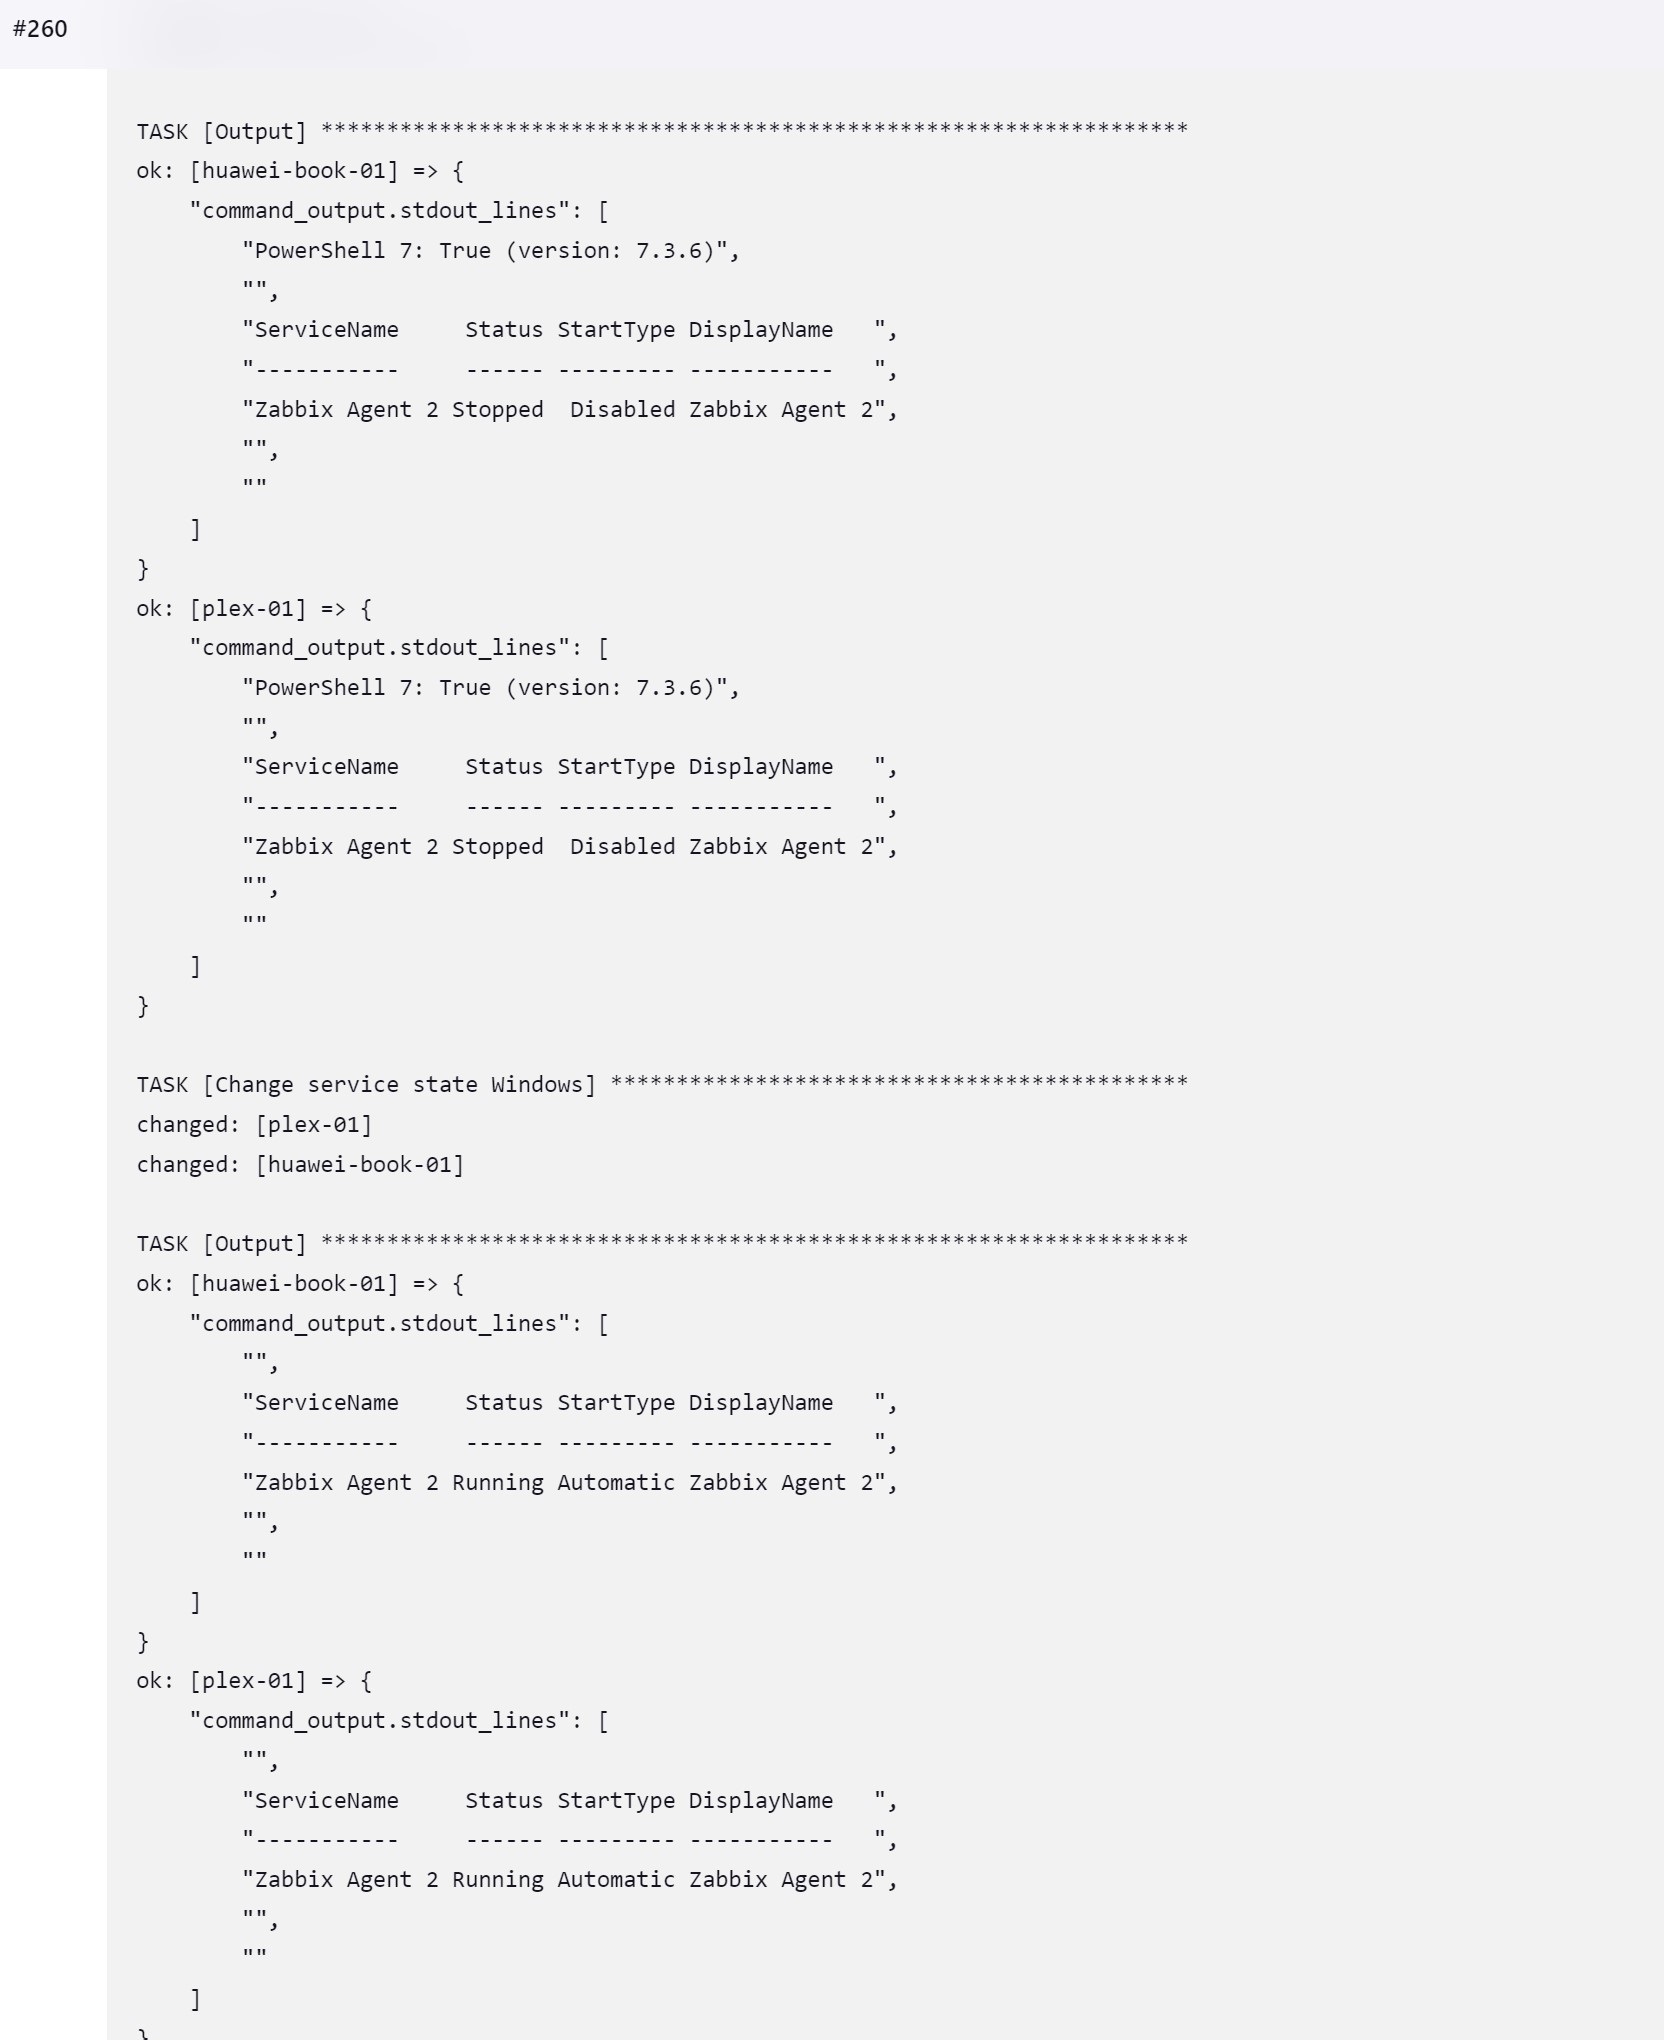 #260
TASK [Output] ******************************************************************
ok: [huawei-book-01] => {
    "command_output.stdout_lines": [
        "PowerShell 7: True (version: 7.3.6)",
        "",
        "ServiceName     Status StartType DisplayName   ",
        "-----------     ------ --------- -----------   ",
        "Zabbix Agent 2 Stopped  Disabled Zabbix Agent 2",
        "",
        ""
    ]
}
ok: [plex-01] => {
    "command_output.stdout_lines": [
        "PowerShell 7: True (version: 7.3.6)",
        "",
        "ServiceName     Status StartType DisplayName   ",
        "-----------     ------ --------- -----------   ",
        "Zabbix Agent 2 Stopped  Disabled Zabbix Agent 2",
        "",
        ""
    ]
}
TASK [Change service state Windows] ********************************************
changed: [plex-01]
changed: [huawei-book-01]
TASK [Output] ******************************************************************
ok: [huawei-book-01] => {
    "command_output.stdout_lines": [
        "",
        "ServiceName     Status StartType DisplayName   ",
        "-----------     ------ --------- -----------   ",
        "Zabbix Agent 2 Running Automatic Zabbix Agent 2",
        "",
        ""
    ]
}
ok: [plex-01] => {
    "command_output.stdout_lines": [
        "",
        "ServiceName     Status StartType DisplayName   ",
        "-----------     ------ --------- -----------   ",
        "Zabbix Agent 2 Running Automatic Zabbix Agent 2",
        "",
        ""
    ]
}